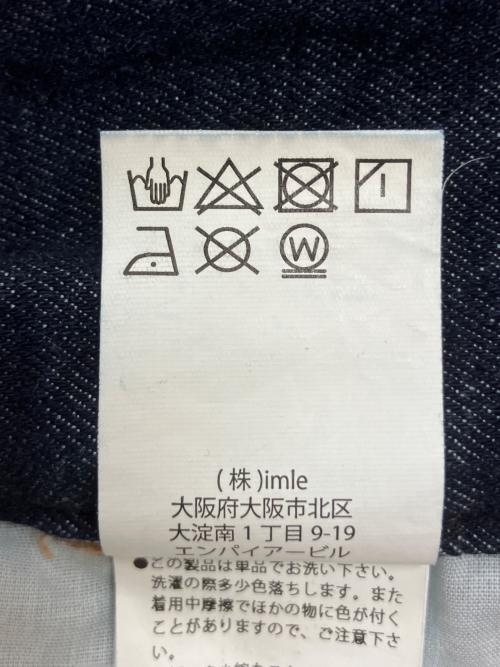 W
(株)imle
大阪府大阪市北区
大淀南1丁目9-19
エンパイアービル
●この製品は単品でお洗い下さい。
洗濯の際多少色落ちします。また
着用中摩擦でほかの物に色が付く
ことがありますので、ご注意下さ
い。